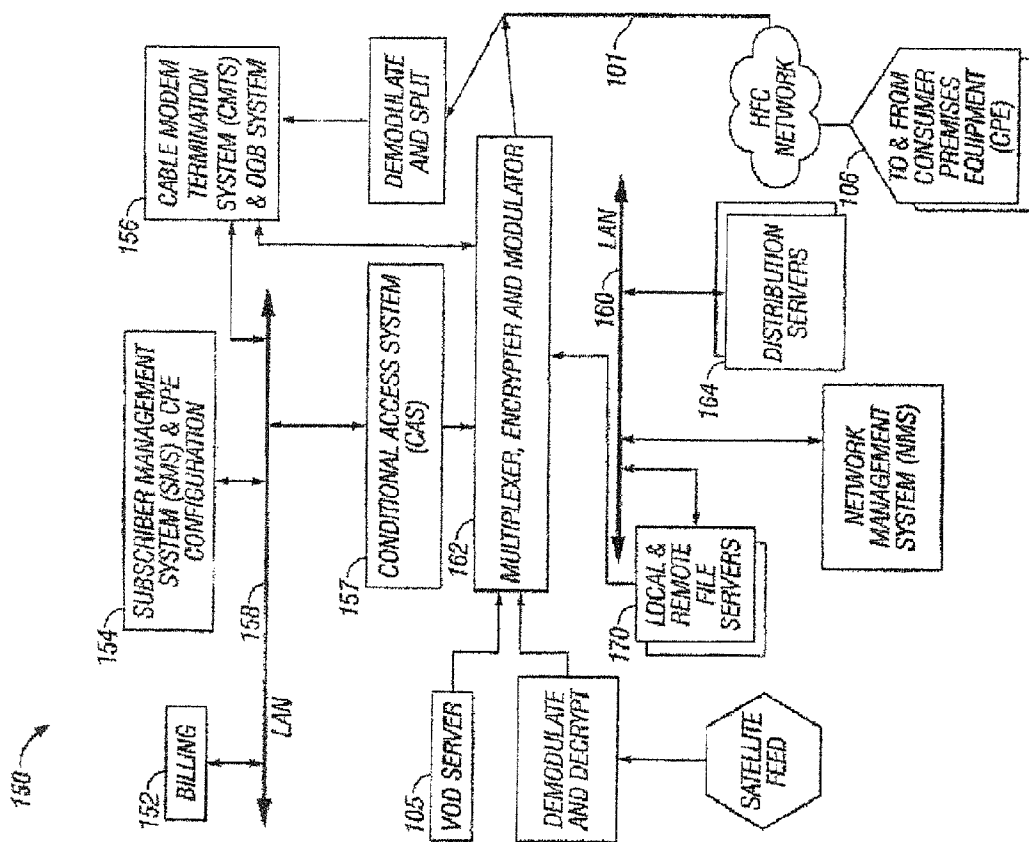 150
152
BILLING
154
SUBSCRIBER MANAGEMENT
SYSTEM (SMS) & CPE
CONFIGURATION
156
CABLE MODEM
TERMINATION
SYSTEM (CMTS)
& OOB SYSTEM
158
LAN
157
CONDITIONAL ACCESS SYSTEM
(CAS)
DEMODULATE
AND SPLIT
105
VOD SERVER
162
MULTIPLEXER, ENCRYPTER AND MODULATOR
DEMODULATE
AND DECRYPT
SATELLITE
FEED
160
LAN
101
170
LOCAL &
REMOTE
FILE
SERVERS
164
DISTRIBUTION
SERVERS
HFC
NETWORK
NETWORK
MANAGEMENT
SYSTEM (NMS)
106
TO & FROM
CONSUMER
PREMISES
EQUIPMENT
(CPE)